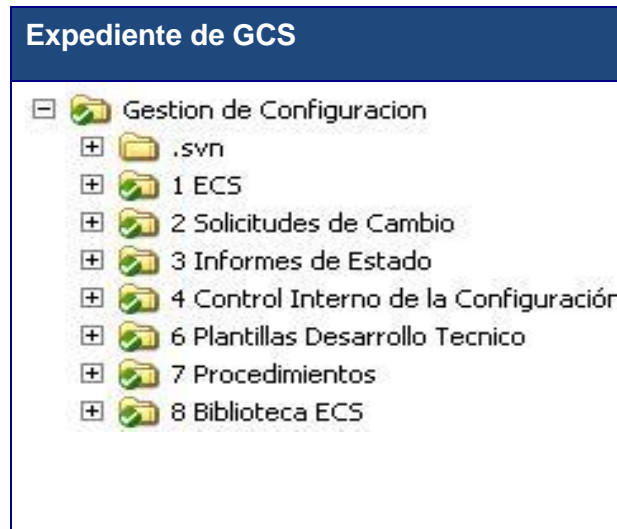 Expediente de GCS
Gestion de Configuracion
.svn
1 ECS
2 Solicitudes de Cambio
3 Informes de Estado
4 Control Interno de la Configuración
6 Plantillas Desarrollo Tecnico
7 Procedimientos
8 Biblioteca ECS